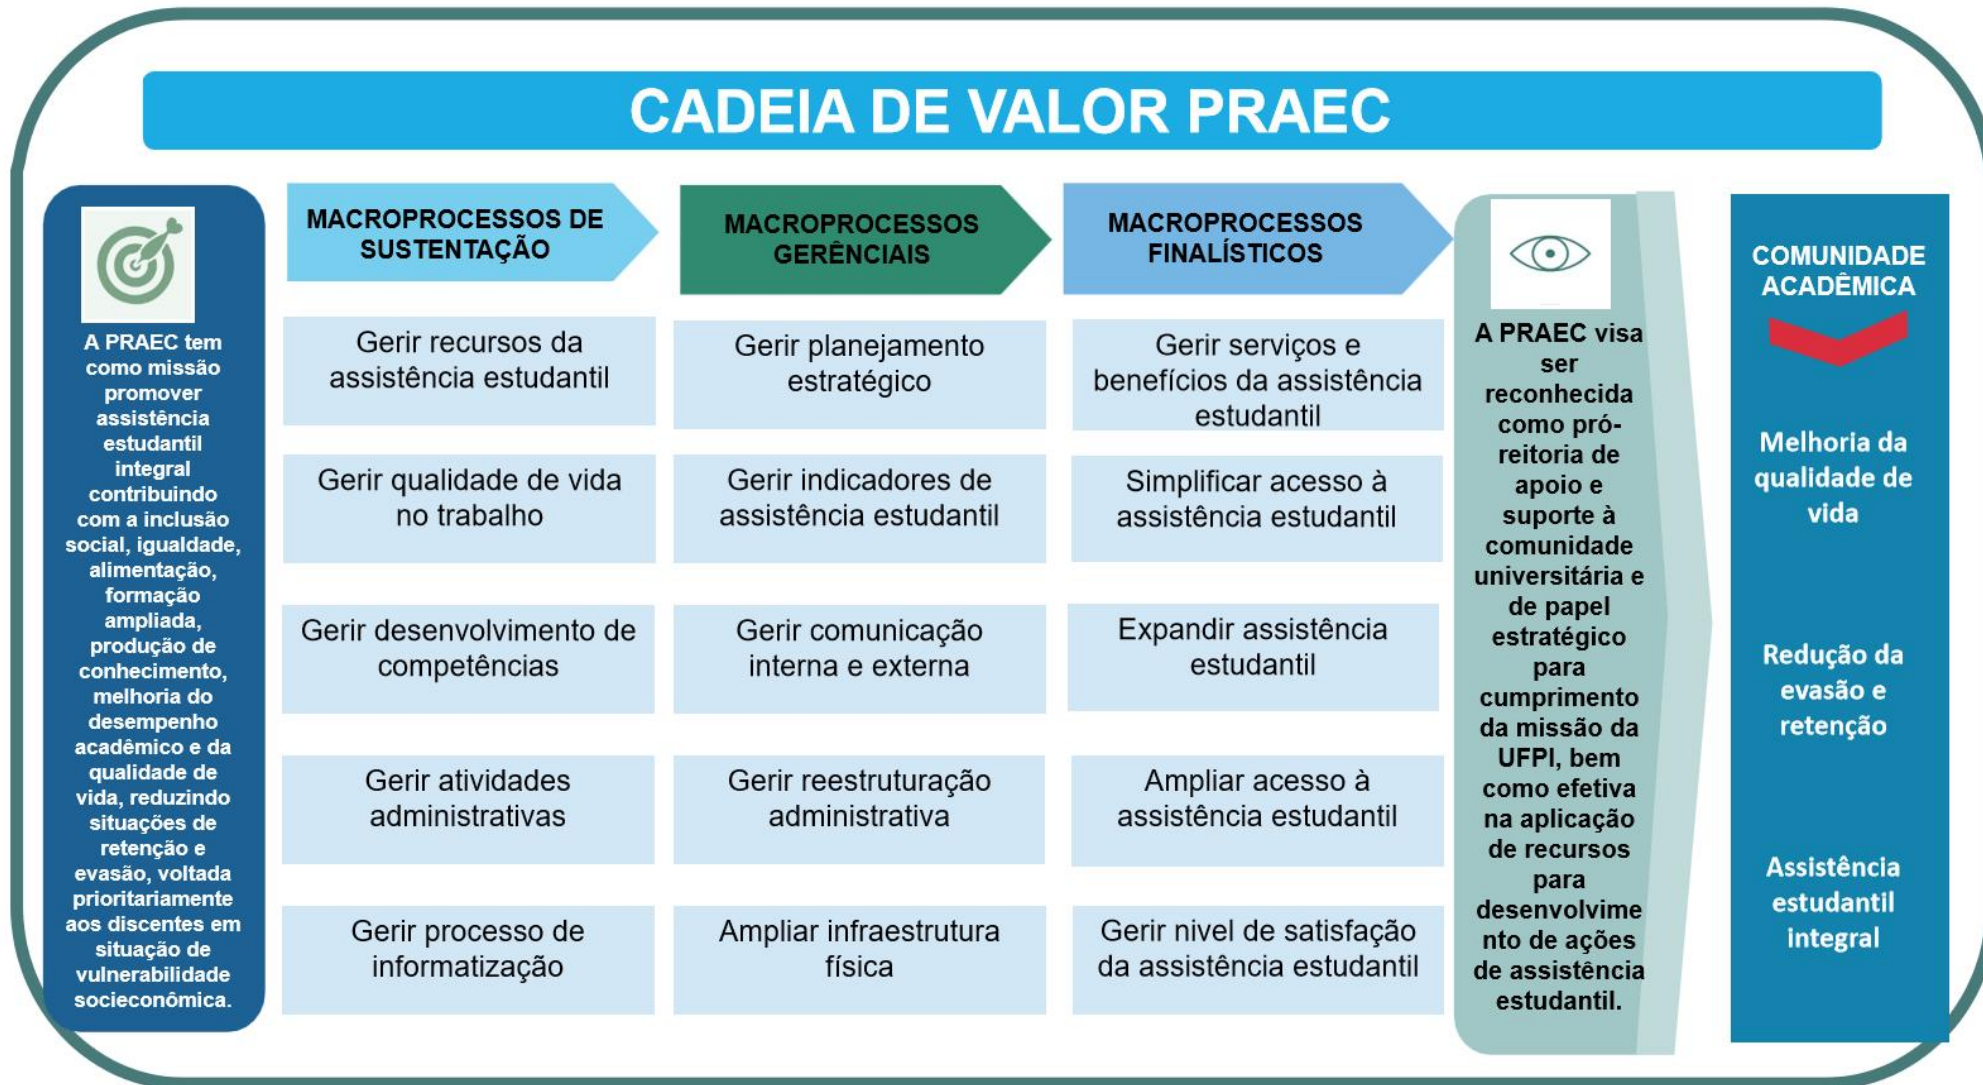 CADEIA DE VALOR PRAEC
A PRAEC tem
como missão
promover
assistência
estudantil
integral
contribuindo
com a inclusão
social, igualdade,
alimentação,
formação
ampliada,
produção de
conhecimento,
melhoria do
desempenho
acadêmico e da
qualidade de
vida, reduzindo
situações de
retenção e
evasão, voltada
prioritariamente
aos discentes em
situação de
vulnerabilidade
socieconômica.
MACROPROCESSOS DE
SUSTENTAÇÃO
Gerir recursos da
assistência estudantil
Gerir qualidade de vida
no trabalho
Gerir desenvolvimento de
competências
Gerir atividades
administrativas
Gerir processo de
informatização
MACROPROCESSOS
GERÊNCIAIS
Gerir planejamento
estratégico
Gerir indicadores de
assistência estudantil
Gerir comunicação
interna e externa
Gerir reestruturação
administrativa
Ampliar infraestrutura
física
MACROPROCESSOS
FINALÍSTICOS
Gerir serviços e
benefícios da assistência
estudantil
Simplificar acesso à
assistência estudantil
Expandir assistência
estudantil
Ampliar acesso à
assistência estudantil
Gerir nivel de satisfação
da assistência estudantil
A PRAEC visa
ser
reconhecida
como pró-
reitoria de
apoio e
suporte à
comunidade
universitária e
de papel
estratégico
para
cumprimento
da missão da
UFPI, bem
como efetiva
na aplicação
de recursos
para
desenvolvime
nto de ações
de assistência
estudantil.
COMUNIDADE
ACADÊMICA
Melhoria da
qualidade de
vida
Redução da
evasão e
retenção
Assistência
estudantil
integral